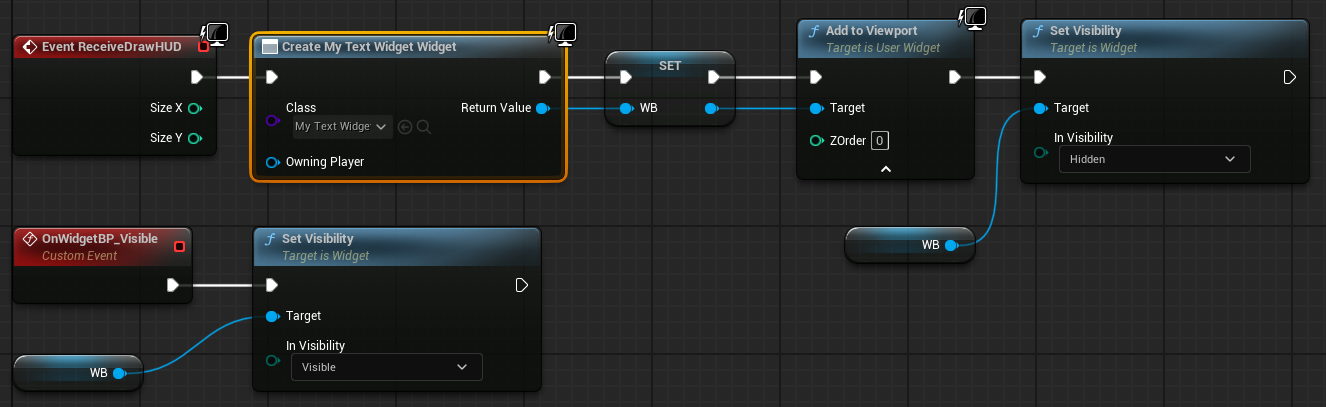 Event ReceiveDrawHUD
Size X
Size Y
Create My Text Widget Widget
Class
Return Value
My Text Widge
Owning Player
SET
WB
Add to Viewport
Target is User Widget
Target
ZOrder 0
Set Visibility
Target is Widget
Target
In Visibility
Hidden
WB
OnWidgetBP_Visible
Custom Event
Set Visibility
Target is Widget
Target
In Visibility
Visible
WB